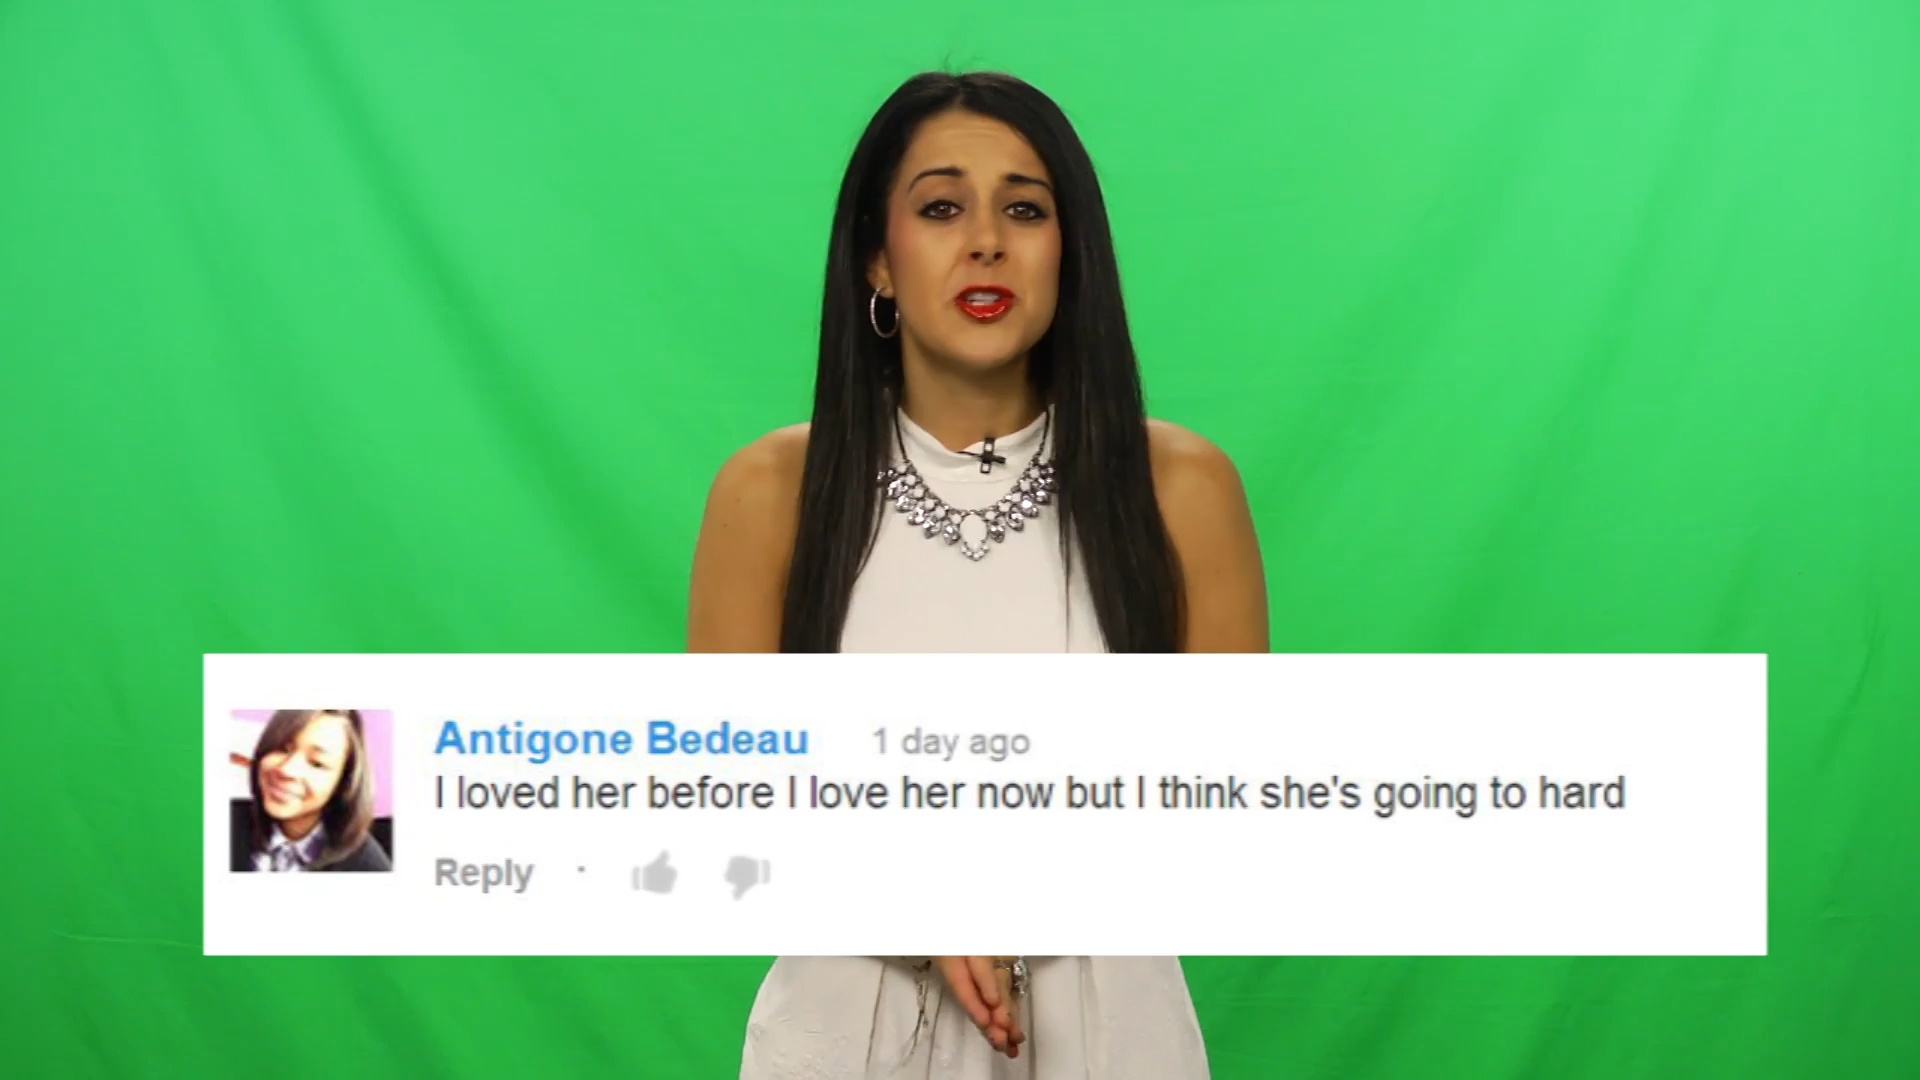 Antigone Bedeau 1 day ago
I loved her before I love her now but I think she's going to hard
Reply ·